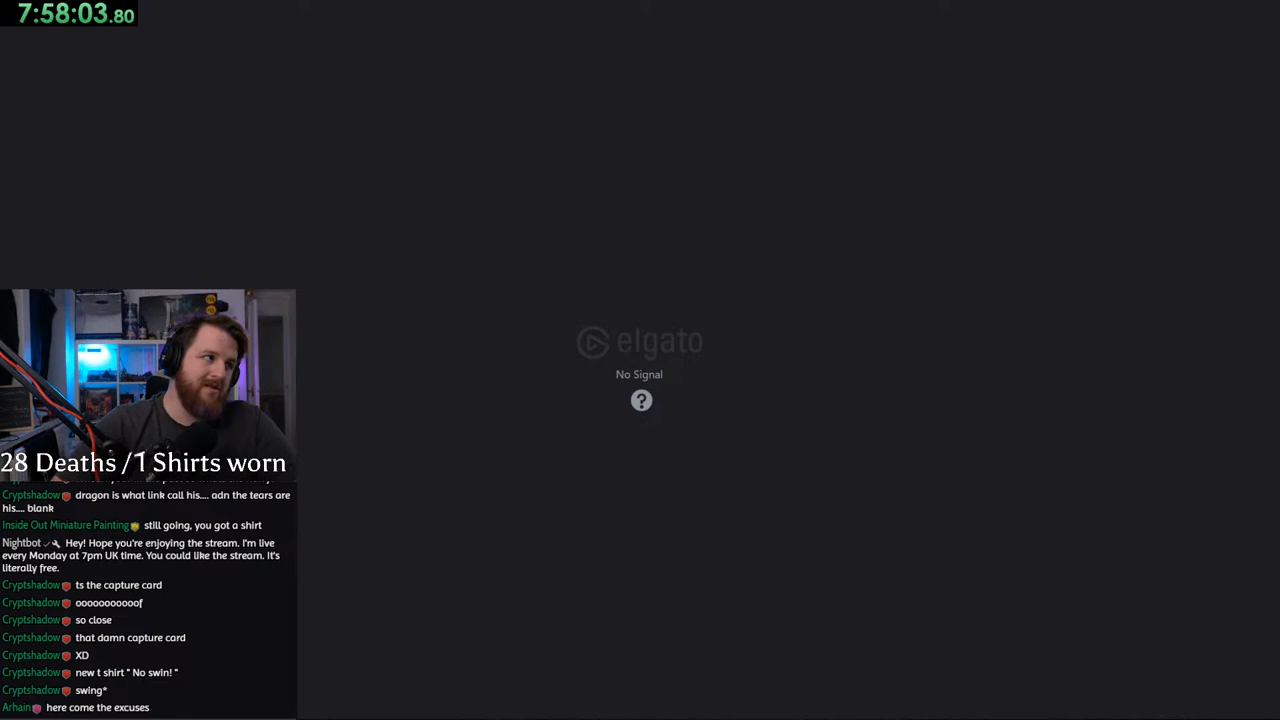 7:58:03.80
elgato
No Signal
?
28 Deaths /1 Shirts worn
Cryptshadow dragon is what link call his.... adn the tears are
his.... blank
Inside Out Miniature Painting still going, you got a shirt
Nightbot Hey! Hope you're enjoying the stream. I'm live
every Monday at 7pm UK time. You could like the stream. It's
literally free.
Cryptshadow ts the capture card
Cryptshadow ooooooooooof
Cryptshadow so close
Cryptshadow that damn capture card
Cryptshadow XD
Cryptshadow new t shirt " No swin! "
Cryptshadow swing*
Arhain here come the excuses